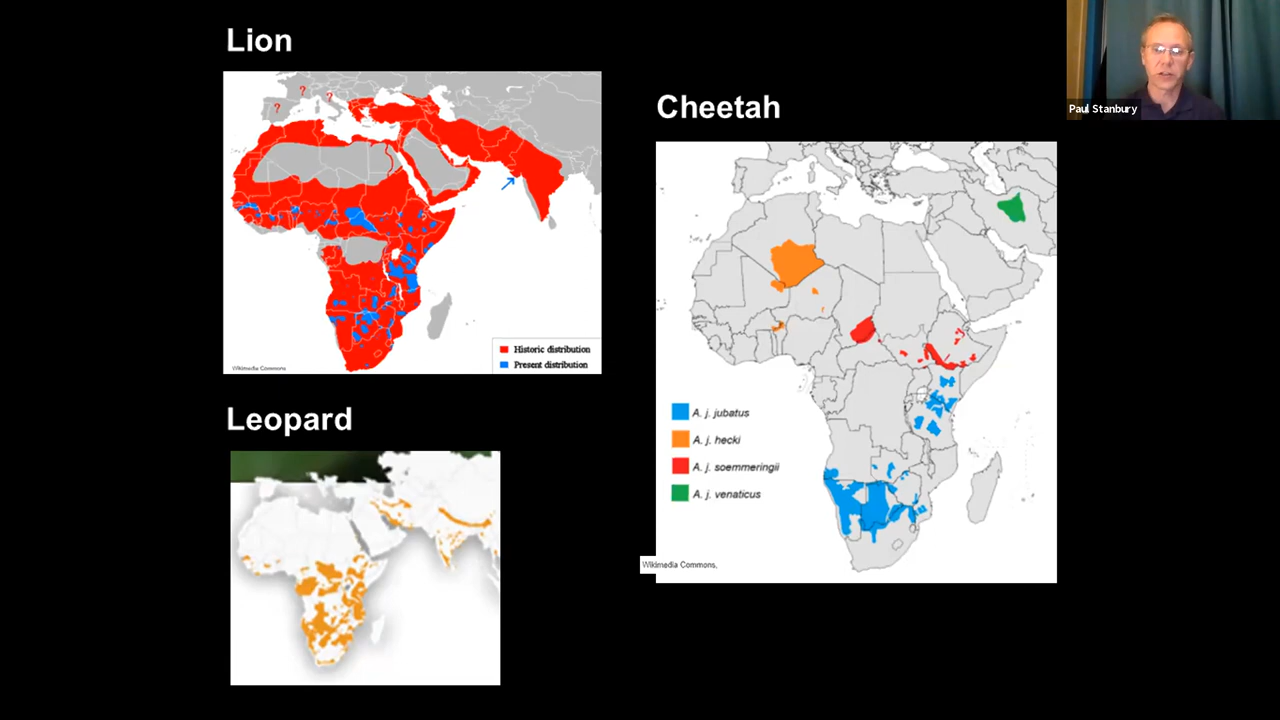 Lion
?
?
?
Historic distribution
Present distribution
Wikimedia Commons
Leopard
Cheetah
A. j. jubatus
A. j. hecki
A. j. soemmeringii
A. j. venaticus
Wikimedia Commons,
Paul Stanbury